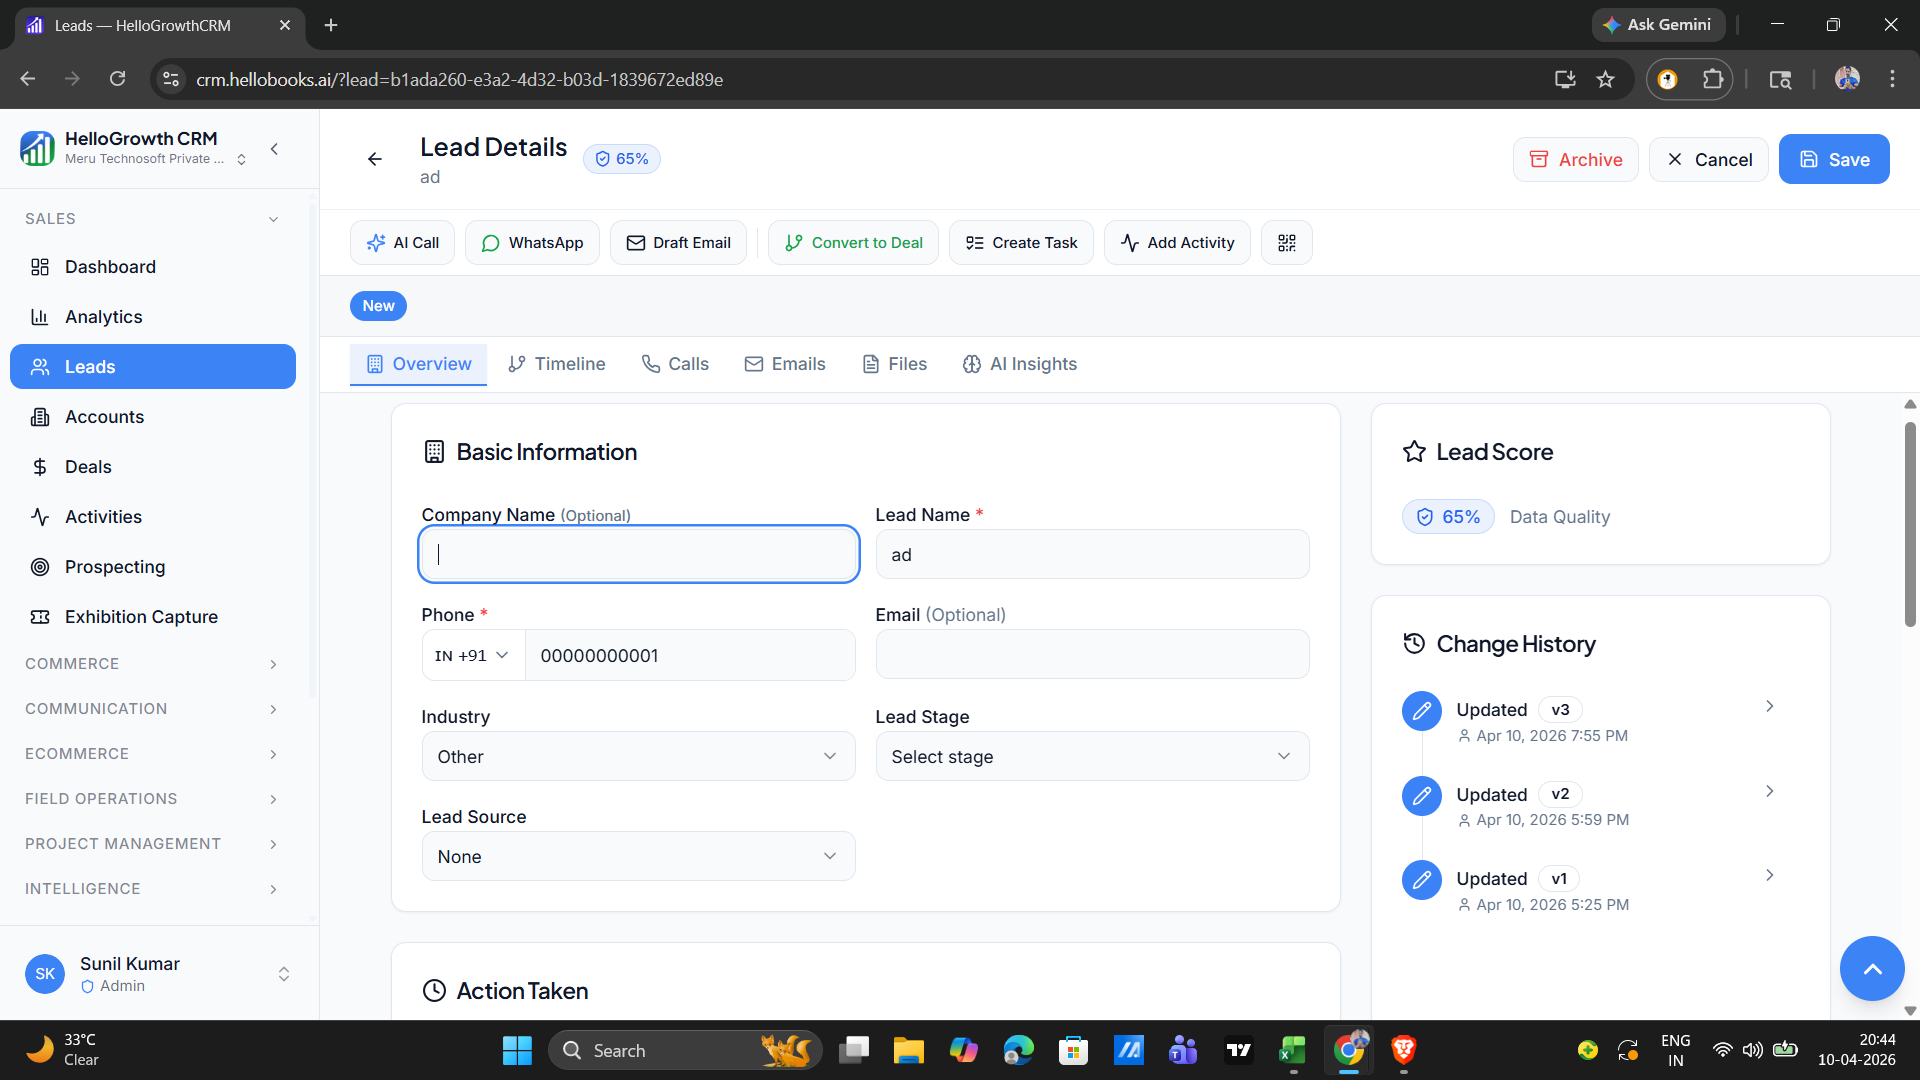 Leads — HelloGrowthCRM
Ask Gemini
crm.hellobooks.ai/?lead=b1ada260-e3a2-4d32-b03d-1839672ed89e
HelloGrowth CRM
Meru Technosoft Private ...
SALES
Dashboard
Analytics
Leads
Accounts
Deals
Activities
Prospecting
Exhibition Capture
COMMERCE
COMMUNICATION
ECOMMERCE
FIELD OPERATIONS
PROJECT MANAGEMENT
INTELLIGENCE
SK
Sunil Kumar
Admin
Lead Details
65%
ad
Archive
Cancel
Save
AI Call
WhatsApp
Draft Email
Convert to Deal
Create Task
Add Activity
New
Overview
Timeline
Calls
Emails
Files
AI Insights
Basic Information
Company Name (Optional)
Lead Name *
ad
Phone *
IN +91
00000000001
Email (Optional)
Industry
Other
Lead Stage
Select stage
Lead Source
None
Action Taken
Lead Score
65%
Data Quality
Change History
Updated v3
Apr 10, 2026 7:55 PM
Updated v2
Apr 10, 2026 5:59 PM
Updated v1
Apr 10, 2026 5:25 PM
33°C
Clear
Search
ENG
IN
20:44
10-04-2026